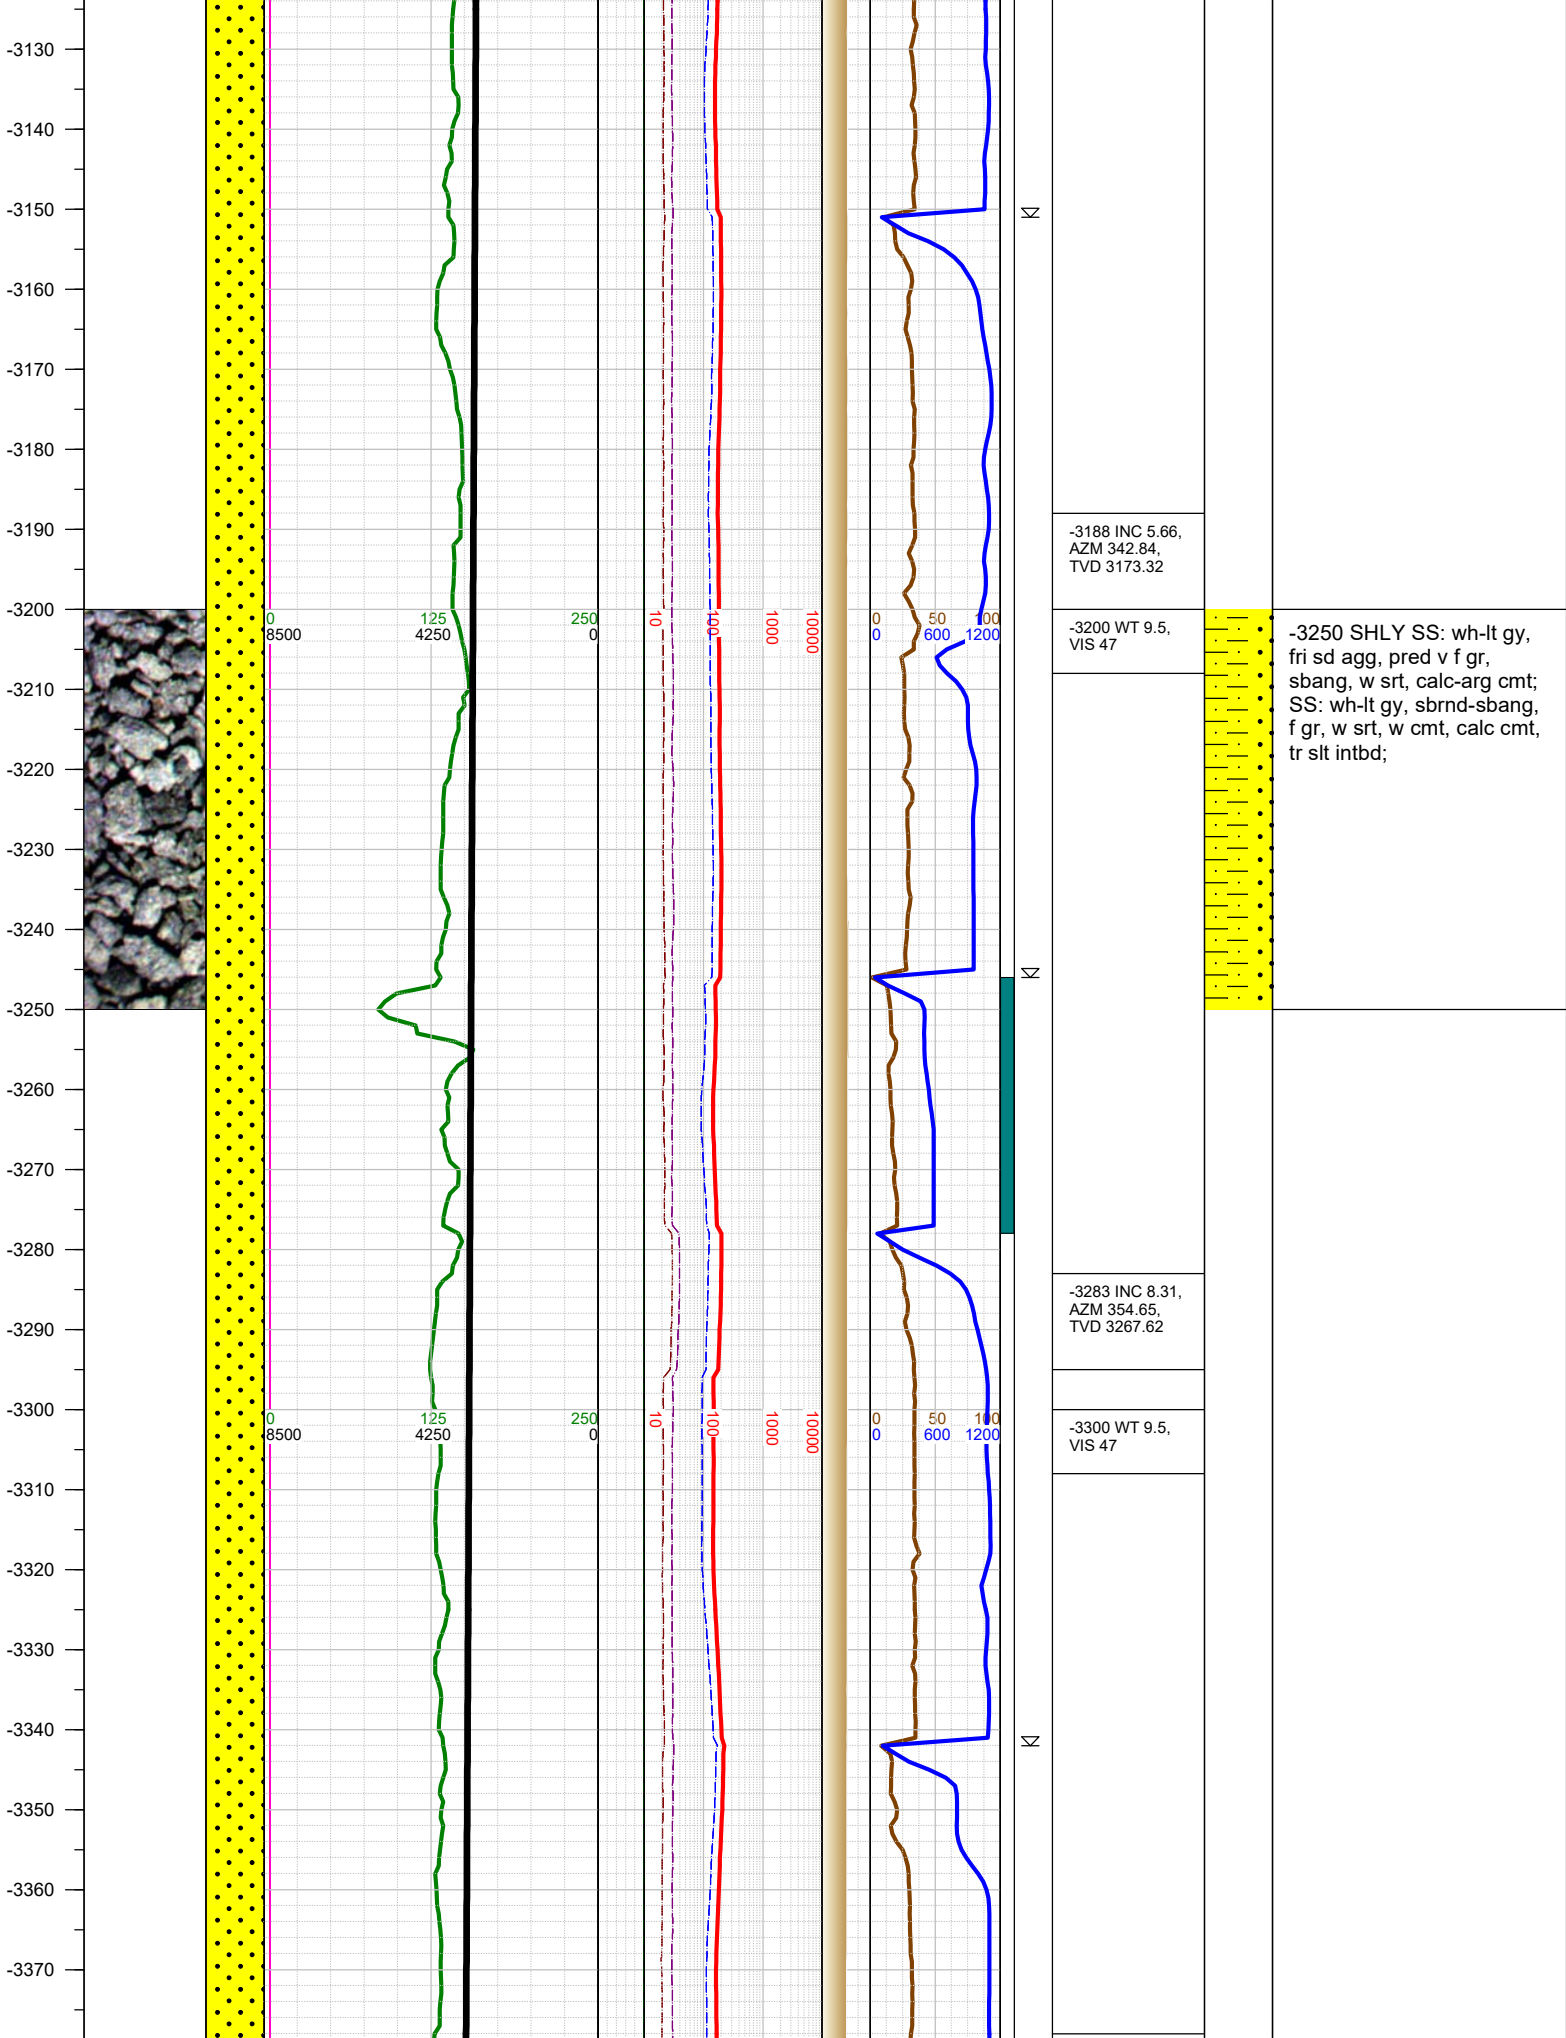 -3130
-3140
-3150
-3160
-3170
-3180
-3190
-3188 INC 5.66,
AZM 342.84,
TVD 3173.32
-3200
0 125 250
8500 4250 0
10 100 1000 10000
0 50 100
0 600 1200
-3200 WT 9.5,
VIS 47
-3250 SHLY SS: wh-lt gy,
fri sd agg, pred v f gr,
sbang, w srt, calc-arg cmt;
SS: wh-lt gy, sbrnd-sbang,
f gr, w srt, w cmt, calc cmt,
tr slt intbd;
-3210
-3220
-3230
-3240
-3250
-3260
-3270
-3280
-3283 INC 8.31,
AZM 354.65,
TVD 3267.62
-3290
-3300
0 125 250
8500 4250 0
10 100 1000 10000
0 50 100
0 600 1200
-3300 WT 9.5,
VIS 47
-3310
-3320
-3330
-3340
-3350
-3360
-3370